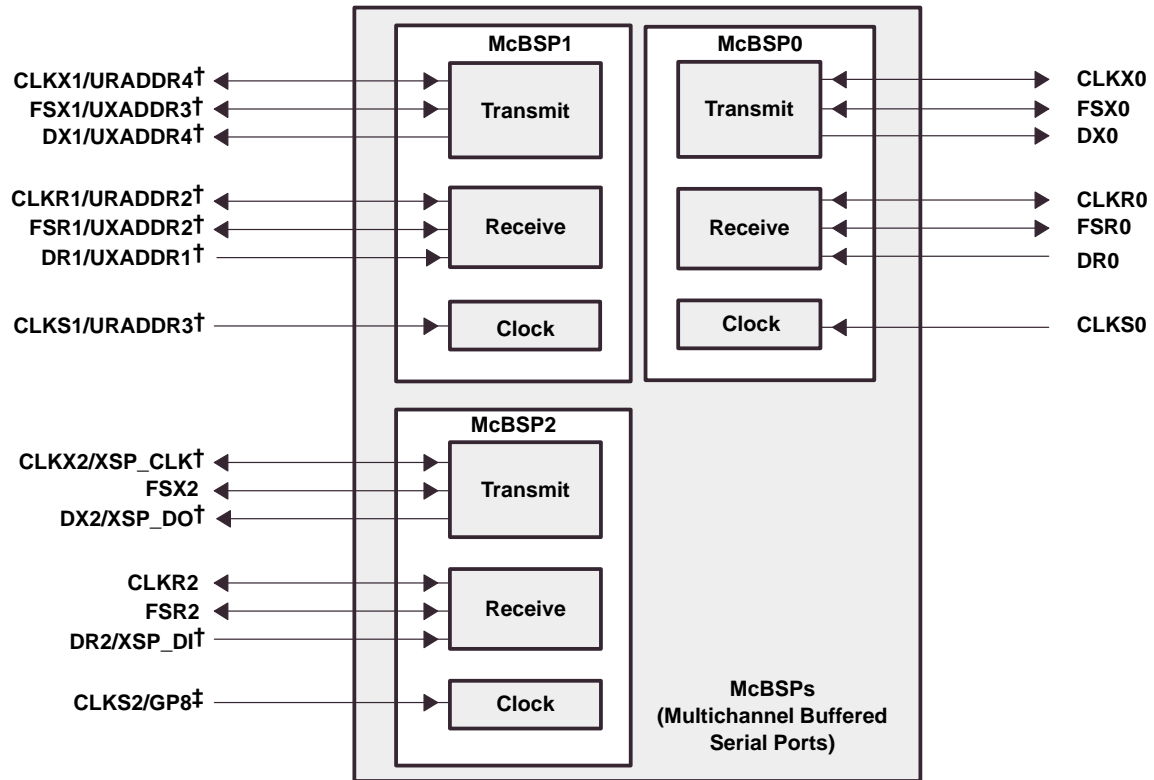 McBSP1
CLKX1/URADDR4†
FSX1/UXADDR3†
DX1/UXADDR4†
Transmit
CLKR1/URADDR2†
FSR1/UXADDR2†
DR1/UXADDR1†
Receive
CLKS1/URADDR3†
Clock
McBSP0
Transmit
CLKX0
FSX0
DX0
Receive
CLKR0
FSR0
DR0
Clock
CLKS0
McBSP2
CLKX2/XSP_CLK†
FSX2
DX2/XSP_DO†
Transmit
CLKR2
FSR2
DR2/XSP_DI†
Receive
CLKS2/GP8‡
Clock
McBSPs
(Multichannel Buffered
Serial Ports)